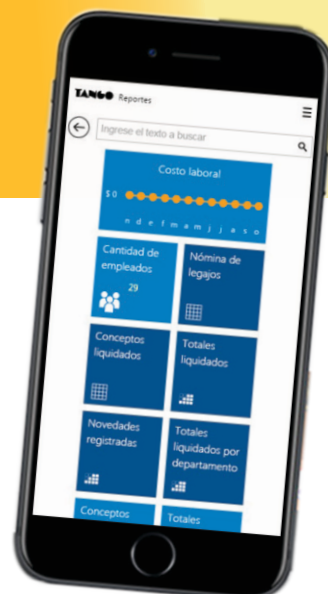 TANGO Reportes
Ingrese el texto a buscar
Costo laboral
$ 0
n d e f m a m j j a s o
Cantidad de
empleados
29
Nómina de
legajos
Conceptos
liquidados
Totales
liquidados
Novedades
registradas
Totales
liquidados por
departamento
Conceptos
Totales